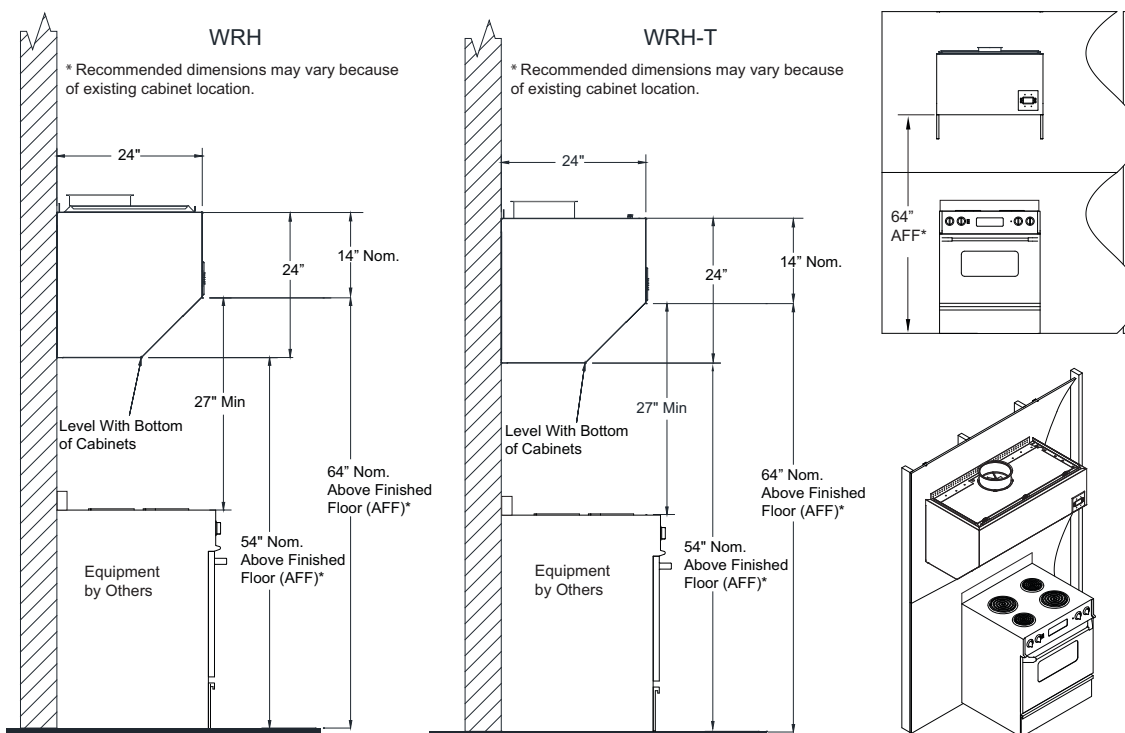 WRH
* Recommended dimensions may vary because
of existing cabinet location.
24"
14” Nom.
24”
27" Min
Level With Bottom
of Cabinets
64” Nom.
Above Finished
Floor (AFF)*
54" Nom.
Above Finished
Floor (AFF)*
Equipment
by Others
WRH-T
* Recommended dimensions may vary because
of existing cabinet location.
24"
14” Nom.
24”
27" Min
Level With Bottom
of Cabinets
64” Nom.
Above Finished
Floor (AFF)*
54" Nom.
Above Finished
Floor (AFF)*
Equipment
by Others
64”
AFF*